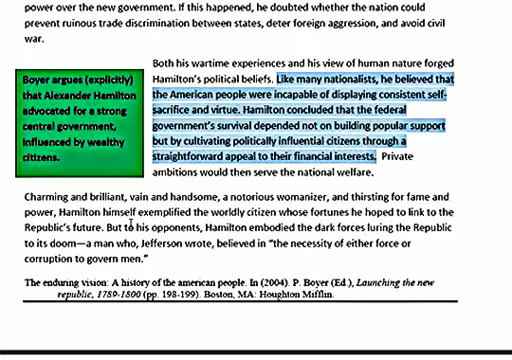 power over the new government. If this happened, he doubted whether the nation could
prevent ruinous trade discrimination between states, deter foreign aggression, and avoid civil
war.
Both his wartime experiences and his view of human nature forged
Hamilton's political beliefs. Like many nationalists, he believed that
the American people were incapable of displaying consistent self-
sacrifice and virtue. Hamilton concluded that the federal
government's survival depended not on building popular support
but by cultivating politically influential citizens through a
straightforward appeal to their financial interests. Private
ambitions would then serve the national welfare.
Boyer argues (explicitly)
that Alexander Hamilton
advocated for a strong
central government,
influenced by wealthy
citizens.
Charming and brilliant, vain and handsome, a notorious womanizer, and thirsting for fame and
power, Hamilton himself exemplified the worldly citizen whose fortunes he hoped to link to the
Republic's future. But to his opponents, Hamilton embodied the dark forces luring the Republic
to its doom—a man who, Jefferson wrote, believed in "the necessity of either force or
corruption to govern men."
The enduring vision: A history of the american people. In (2004). P. Boyer (Ed.), Launching the new
republic, 1789-1800 (pp. 198-199). Boston, MA: Houghton Mifflin.